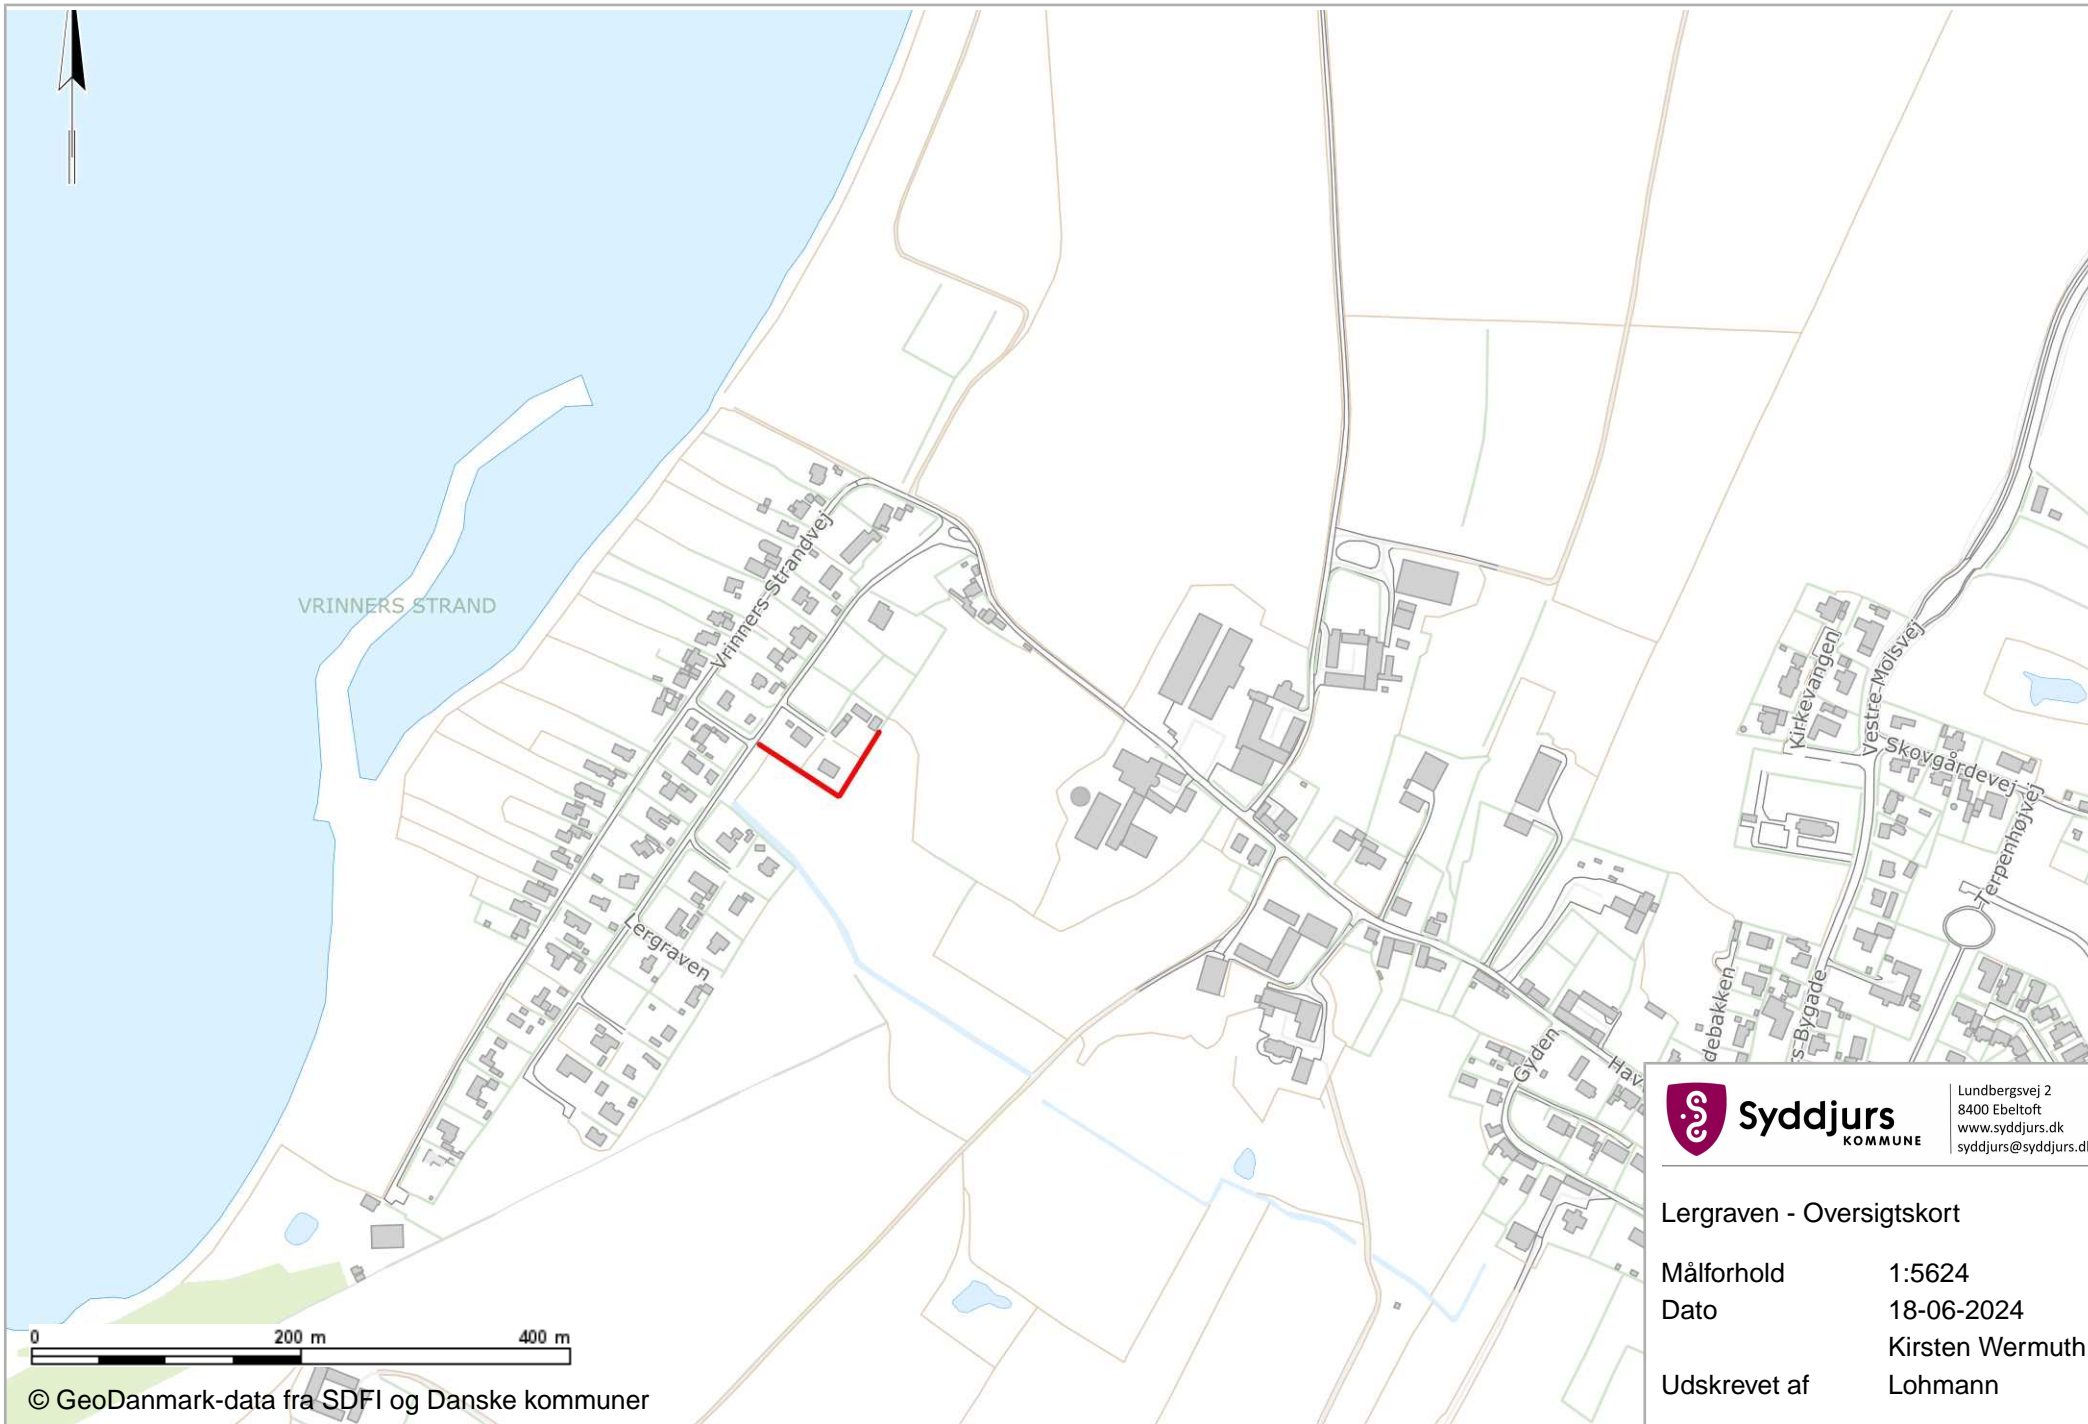 VRINNERS STRAND
Vrinners Strandvej
Lergraven
Kirkevangen
Vestre Molsvej
Skovgårdevej
Terpenhøjvej
debakken
s Bygade
Gyden
Hav
0 200 m 400 m
© GeoDanmark-data fra SDFI og Danske kommuner
Syddjurs
KOMMUNE
Lundbergsvej 2
8400 Ebeltoft
www.syddjurs.dk
syddjurs@syddjurs.d
Lergraven - Oversigtskort
Målforhold 1:5624
Dato 18-06-2024
Kirsten Wermuth
Udskrevet af Lohmann